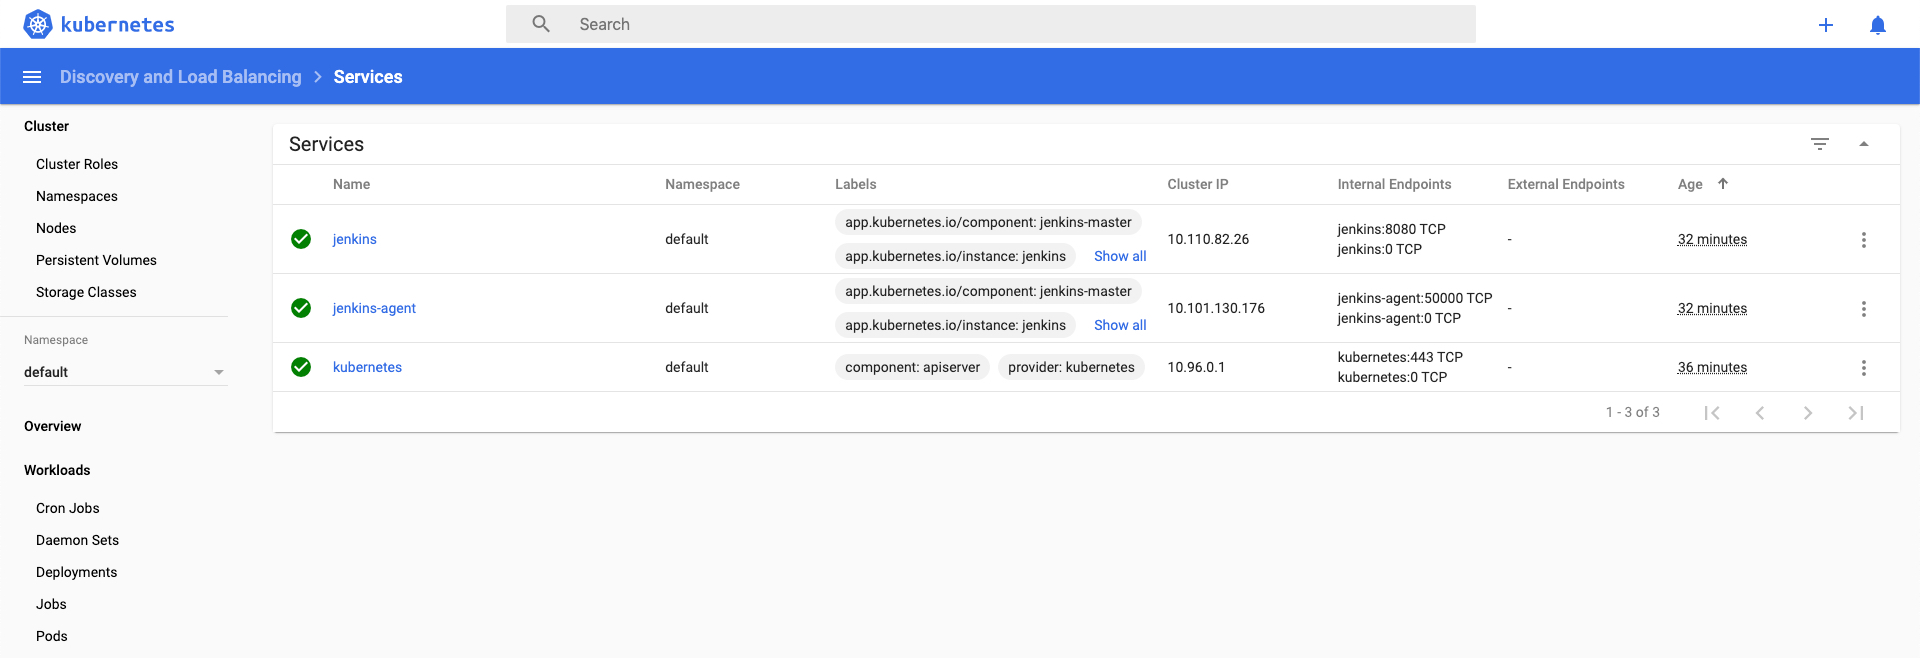 kubernetes
Search
Discovery and Load Balancing > Services
Cluster
Cluster Roles
Namespaces
Nodes
Persistent Volumes
Storage Classes
Namespace
default
Overview
Workloads
Cron Jobs
Daemon Sets
Deployments
Jobs
Pods
Services
Name Namespace Labels Cluster IP Internal Endpoints External Endpoints Age
jenkins default app.kubernetes.io/component: jenkins-master 10.110.82.26 jenkins:8080 TCP - 32 minutes
app.kubernetes.io/instance: jenkins Show all jenkins:0 TCP
jenkins-agent default app.kubernetes.io/component: jenkins-master 10.101.130.176 jenkins-agent:50000 TCP - 32 minutes
app.kubernetes.io/instance: jenkins Show all jenkins-agent:0 TCP
kubernetes default component: apiserver provider: kubernetes 10.96.0.1 kubernetes:443 TCP - 36 minutes
kubernetes:0 TCP
1 - 3 of 3